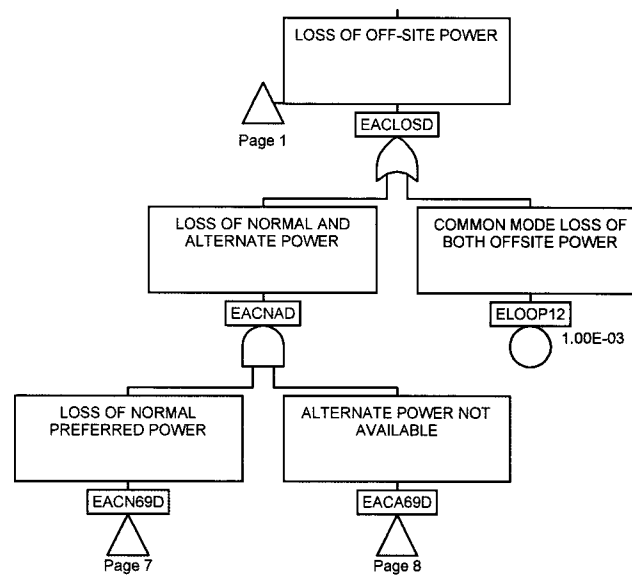 LOSS OF OFF-SITE POWER
Page 1
EACLOSD
LOSS OF NORMAL AND
ALTERNATE POWER
COMMON MODE LOSS OF
BOTH OFFSITE POWER
EACNAD
ELOOP12
1.00E-03
LOSS OF NORMAL
PREFERRED POWER
ALTERNATE POWER NOT
AVAILABLE
EACN69D
EACA69D
Page 7
Page 8